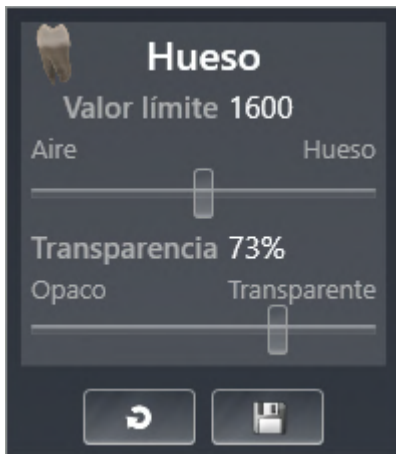 Hueso
Valor límite 1600
Aire Hueso
Transparencia 73%
Opaco Transparente